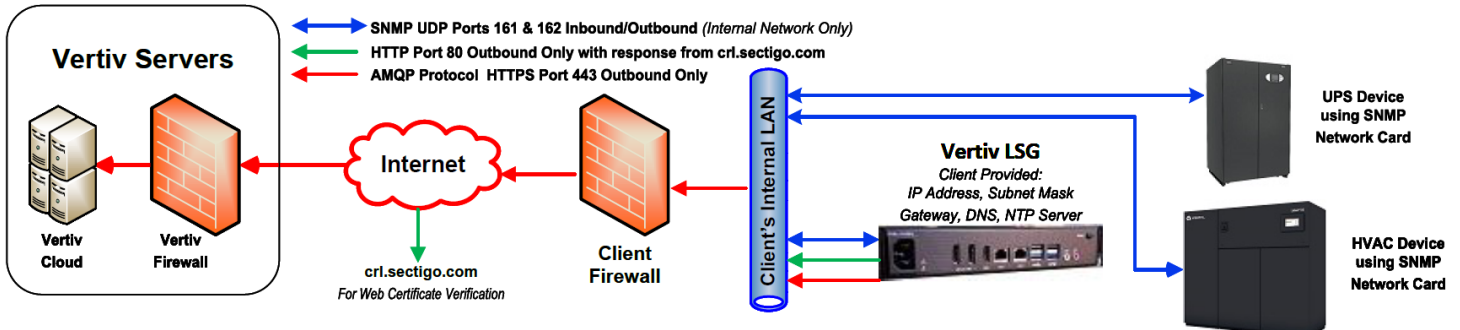 Vertiv Servers
SNMP UDP Ports 161 & 162 Inbound/Outbound (Internal Network Only)
HTTP Port 80 Outbound Only with response from crl.sectigo.com
AMQP Protocol HTTPS Port 443 Outbound Only
Vertiv
Cloud
Vertiv
Firewall
Internet
crl.sectigo.com
For Web Certificate Verification
Client
Firewall
Client's Internal LAN
Vertiv LSG
Client Provided:
IP Address, Subnet Mask
Gateway, DNS, NTP Server
UPS Device
using SNMP
Network Card
HVAC Device
using SNMP
Network Card